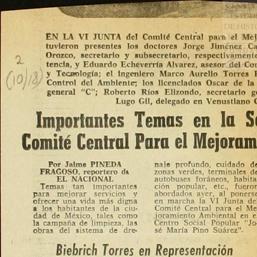 EN LA VI JUNTA del Comité Central para el Mej
tuvieron presentes los doctores Jorge Jiménez Ca
Orozco, secretario y subsecretario, respectivamente
tencia, y Eduardo Echeverría Alvarez, asesor del Con
y Tecnología; el Ingeniero Marco Aurelio Torres H
Control del Ambiente; los licenciados Oscar de la
general "C"; Roberto Ríos Elizondo, secretario g
Lugo Gil, delegado en Venustiano C
2
(10/18)
Importantes Temas en la Se
Comité Central Para el Mejoram
Por Jaime PINEDA
FRAGOSO, reportero de
EL NACIONAL
Temas tan importantes
para mejorar servicios y
ofrecer una vida más digna
a los habitantes de la ciu-
dad de México, tales como
la campaña de limpieza, las
obras del sistema de dre-
naje profundo, cuidado de
zonas verdes, terminales de
autobuses foráneos, habita-
ción popular, etc., fueron
abordados ayer, al ponerse
en marcha la VI Junta del
Comité Central para el Me-
joramiento Ambiental en el
Centro Social Popular "Jo-
sé María Pino Suárez".
Biebrich Torres en Representación